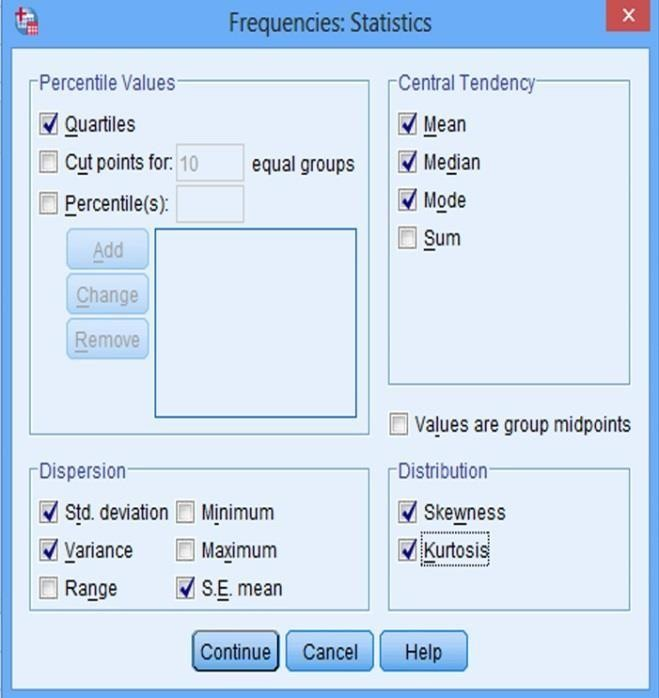 Frequencies: Statistics
x
Percentile Values
Quartiles
Cut points for: 10 equal groups
Percentile(s):
Add
Change
Remove
Central Tendency
Mean
Median
Mode
Sum
Values are group midpoints
Dispersion
Std. deviation Minimum
Variance Maximum
Range S.E. mean
Distribution
Skewness
Kurtosis
Continue Cancel Help